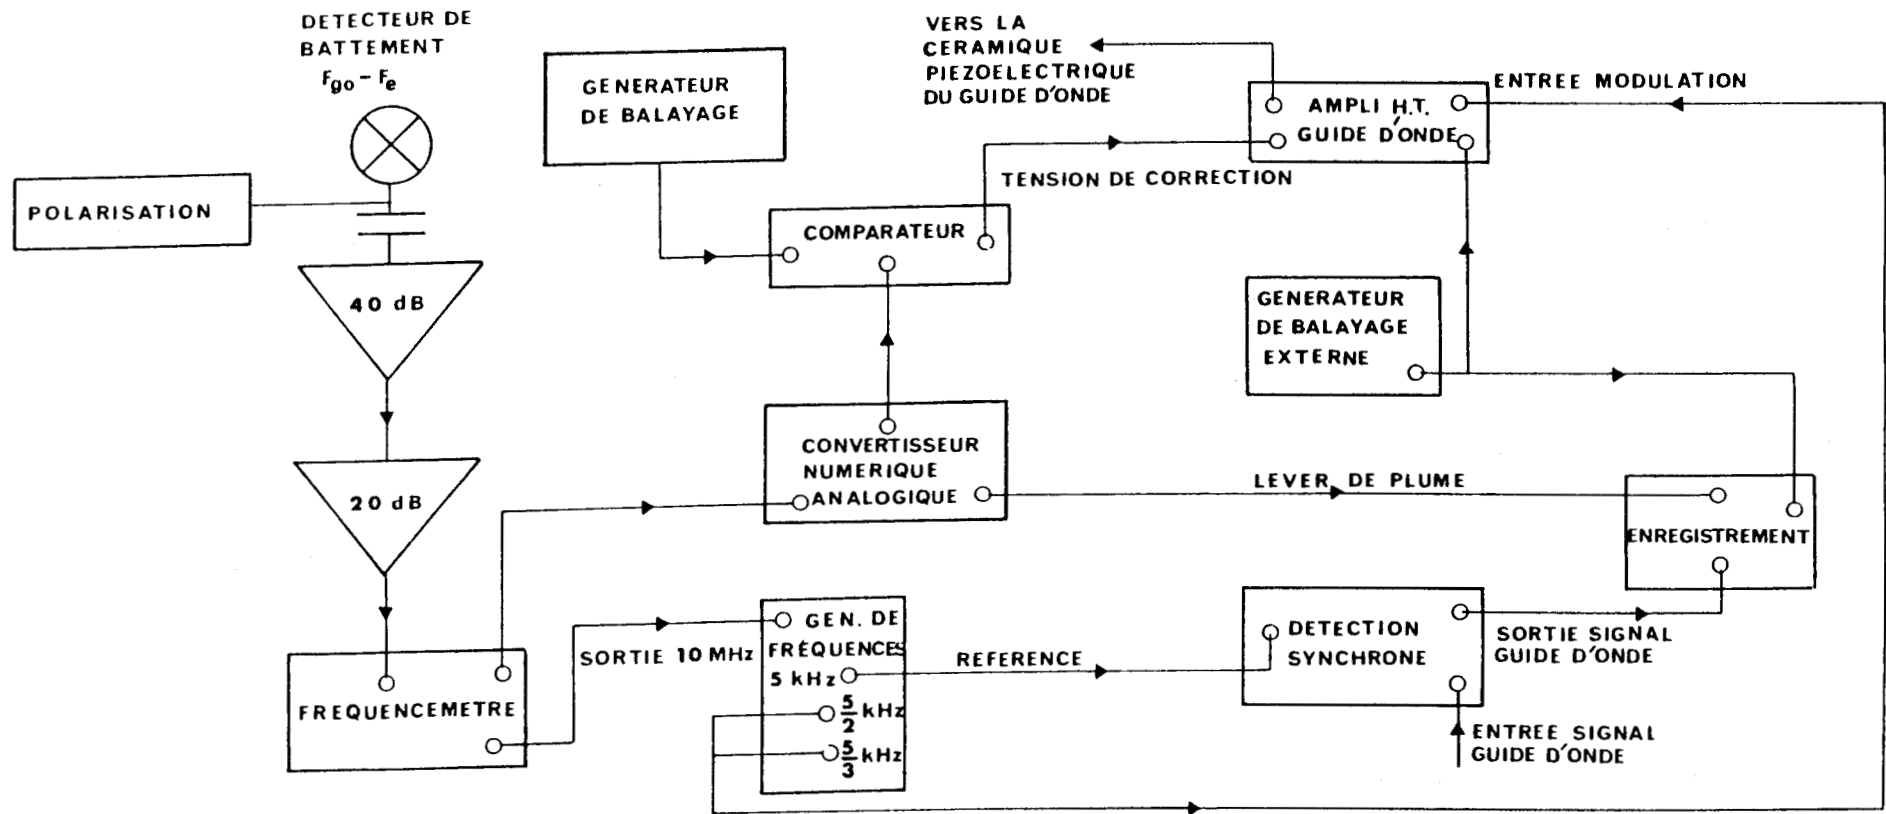 DETECTEUR DE
BATTEMENT
Fgo - Fe
POLARISATION
40 dB
20 dB
FREQUENCEMETRE
GENERATEUR
DE BALAYAGE
VERS LA
CERAMIQUE
PIEZOELECTRIQUE
DU GUIDE D'ONDE
AMPLI H.T.
GUIDE D'ONDE
ENTREE MODULATION
TENSION DE CORRECTION
COMPARATEUR
GENERATEUR
DE BALAYAGE
EXTERNE
CONVERTISSEUR
NUMERIQUE
ANALOGIQUE
LEVER DE PLUME
ENREGISTREMENT
SORTIE 10 MHz
GEN. DE
FRÉQUENCES
5 kHz
5/2 kHz
5/3 kHz
REFERENCE
DETECTION
SYNCHRONE
SORTIE SIGNAL
GUIDE D'ONDE
ENTREE SIGNAL
GUIDE D'ONDE